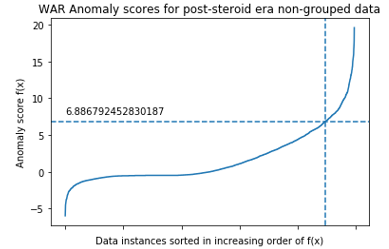 WAR Anomaly scores for post-steroid era non-grouped data
20
15
10
6.886792452830187
5
0
−5
Anomaly score f(x)
Data instances sorted in increasing order of f(x)